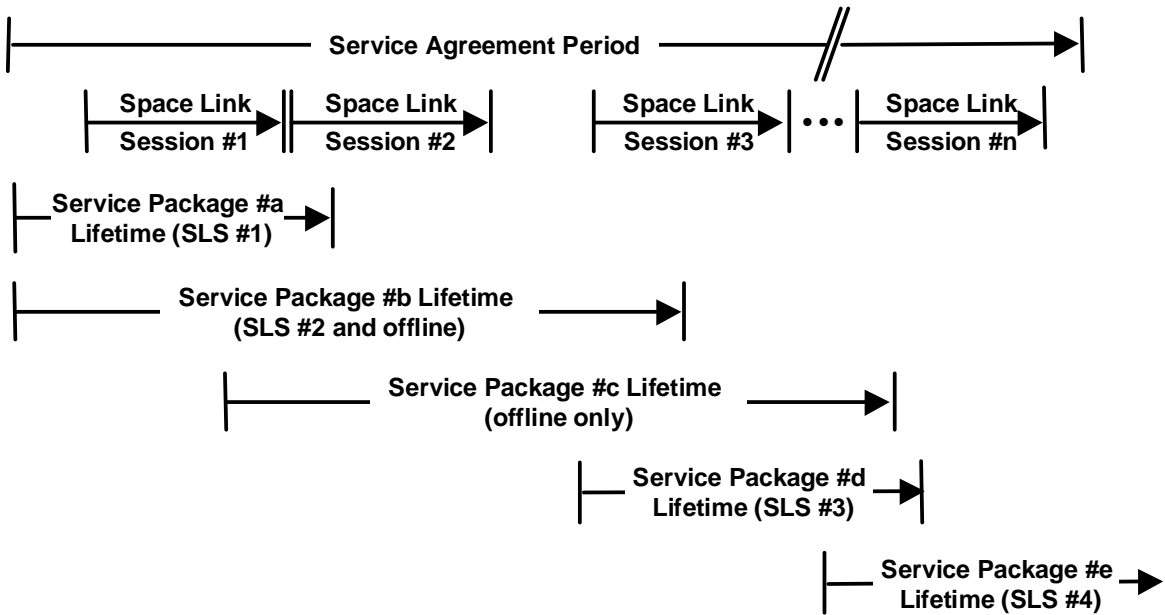 Service Agreement Period
Space Link
Session #1
Space Link
Session #2
Space Link
Session #3
Space Link
Session #n
Service Package #a
Lifetime (SLS #1)
Service Package #b Lifetime
(SLS #2 and offline)
Service Package #c Lifetime
(offline only)
Service Package #d
Lifetime (SLS #3)
Service Package #e
Lifetime (SLS #4)